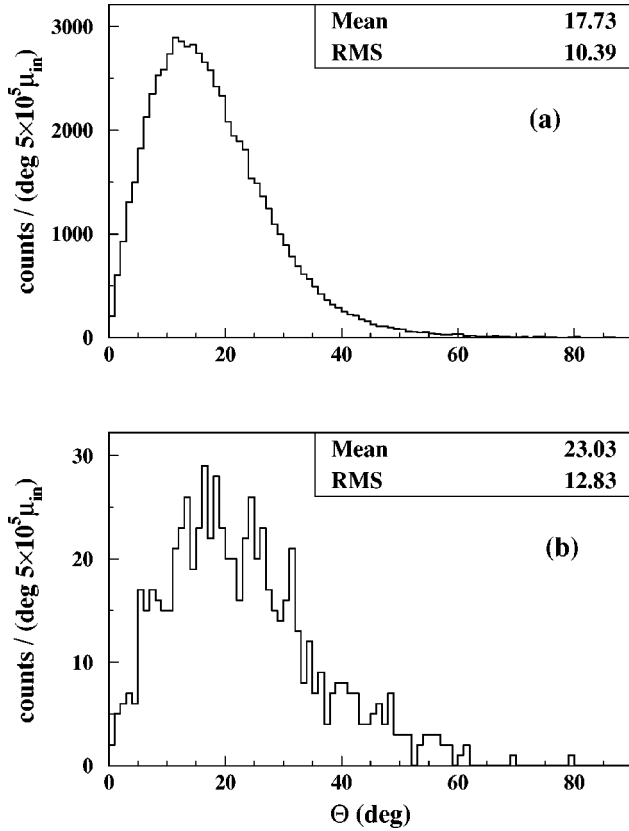 Mean 17.73
RMS 10.39
(a)
counts / (deg 5×10⁵μin)
3000
2000
1000
0
0 20 40 60 80
Mean 23.03
RMS 12.83
(b)
counts / (deg 5×10⁵μin)
30
20
10
0
0 20 40 60 80
Θ (deg)